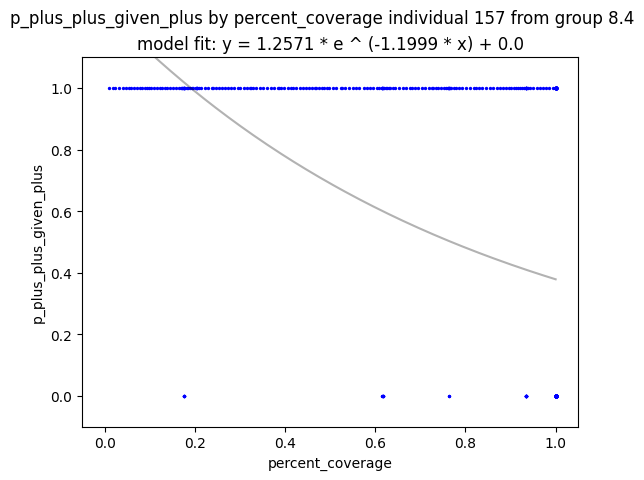 p_plus_plus_given_plus by percent_coverage individual 157 from group 8.4
model fit: y = 1.2571 * e ^ (-1.1999 * x) + 0.0
1.0
0.8
0.6
0.4
0.2
0.0
p_plus_plus_given_plus
0.0 0.2 0.4 0.6 0.8 1.0
percent_coverage